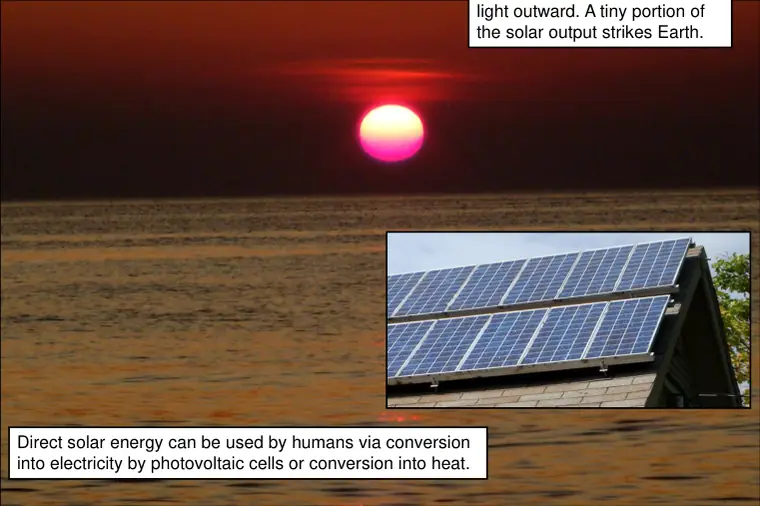 light outward. A tiny portion of
the solar output strikes Earth.
Direct solar energy can be used by humans via conversion
into electricity by photovoltaic cells or conversion into heat.